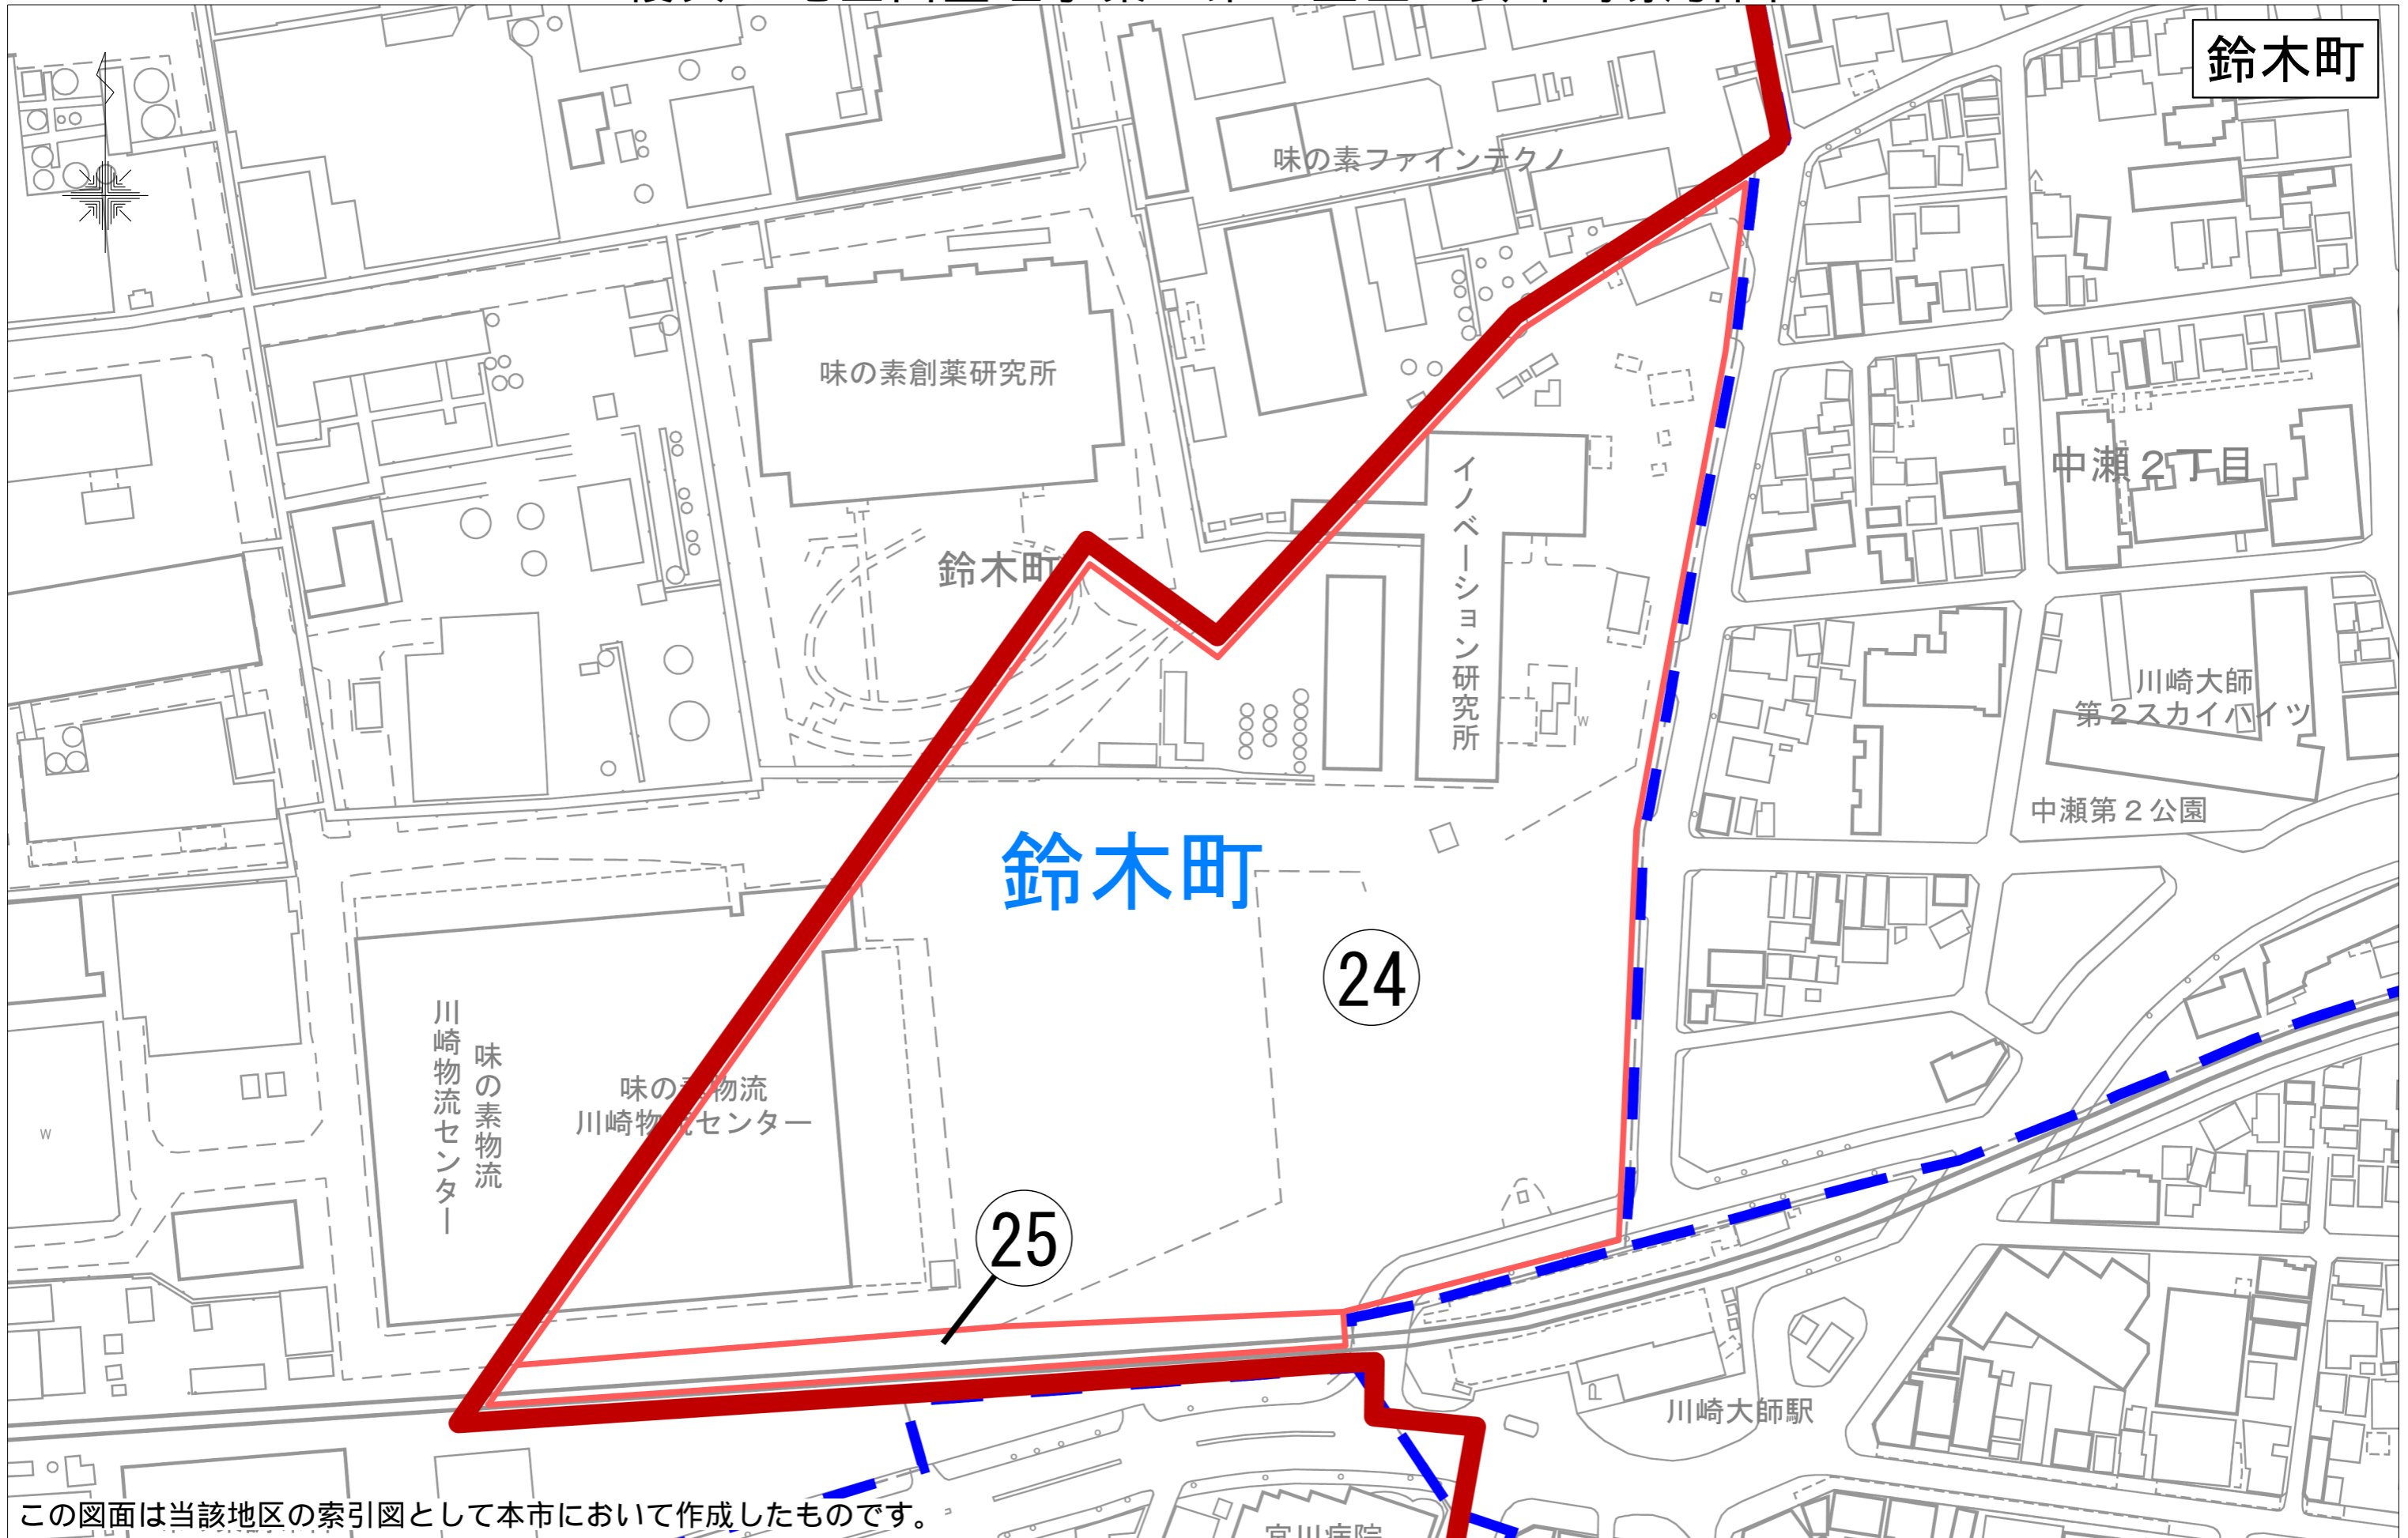 鈴木町
味の素ファインテクノ
味の素創薬研究所
イノベーション研究所
中瀬２丁目
鈴木町
川崎大師
第２スカイハイツ
中瀬第２公園
鈴木町
24
味の素物流
川崎物流センター
味の素物流
川崎物流センター
25
W
W
川崎大師駅
この図面は当該地区の索引図として本市において作成したものです。